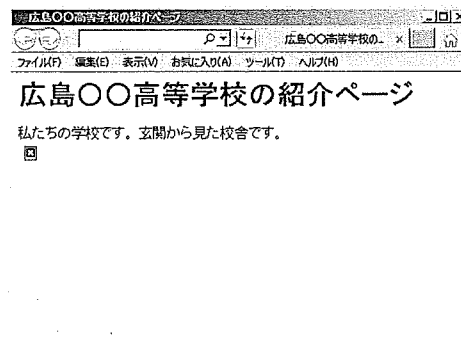 広島〇〇高等学校の紹介ページ
広島〇〇高等学校の..
ファイル(F) 編集(E) 表示(V) お気に入り(A) ツール(T) ヘルプ(H)
広島〇〇高等学校の紹介ページ
私たちの学校です。玄関から見た校舎です。